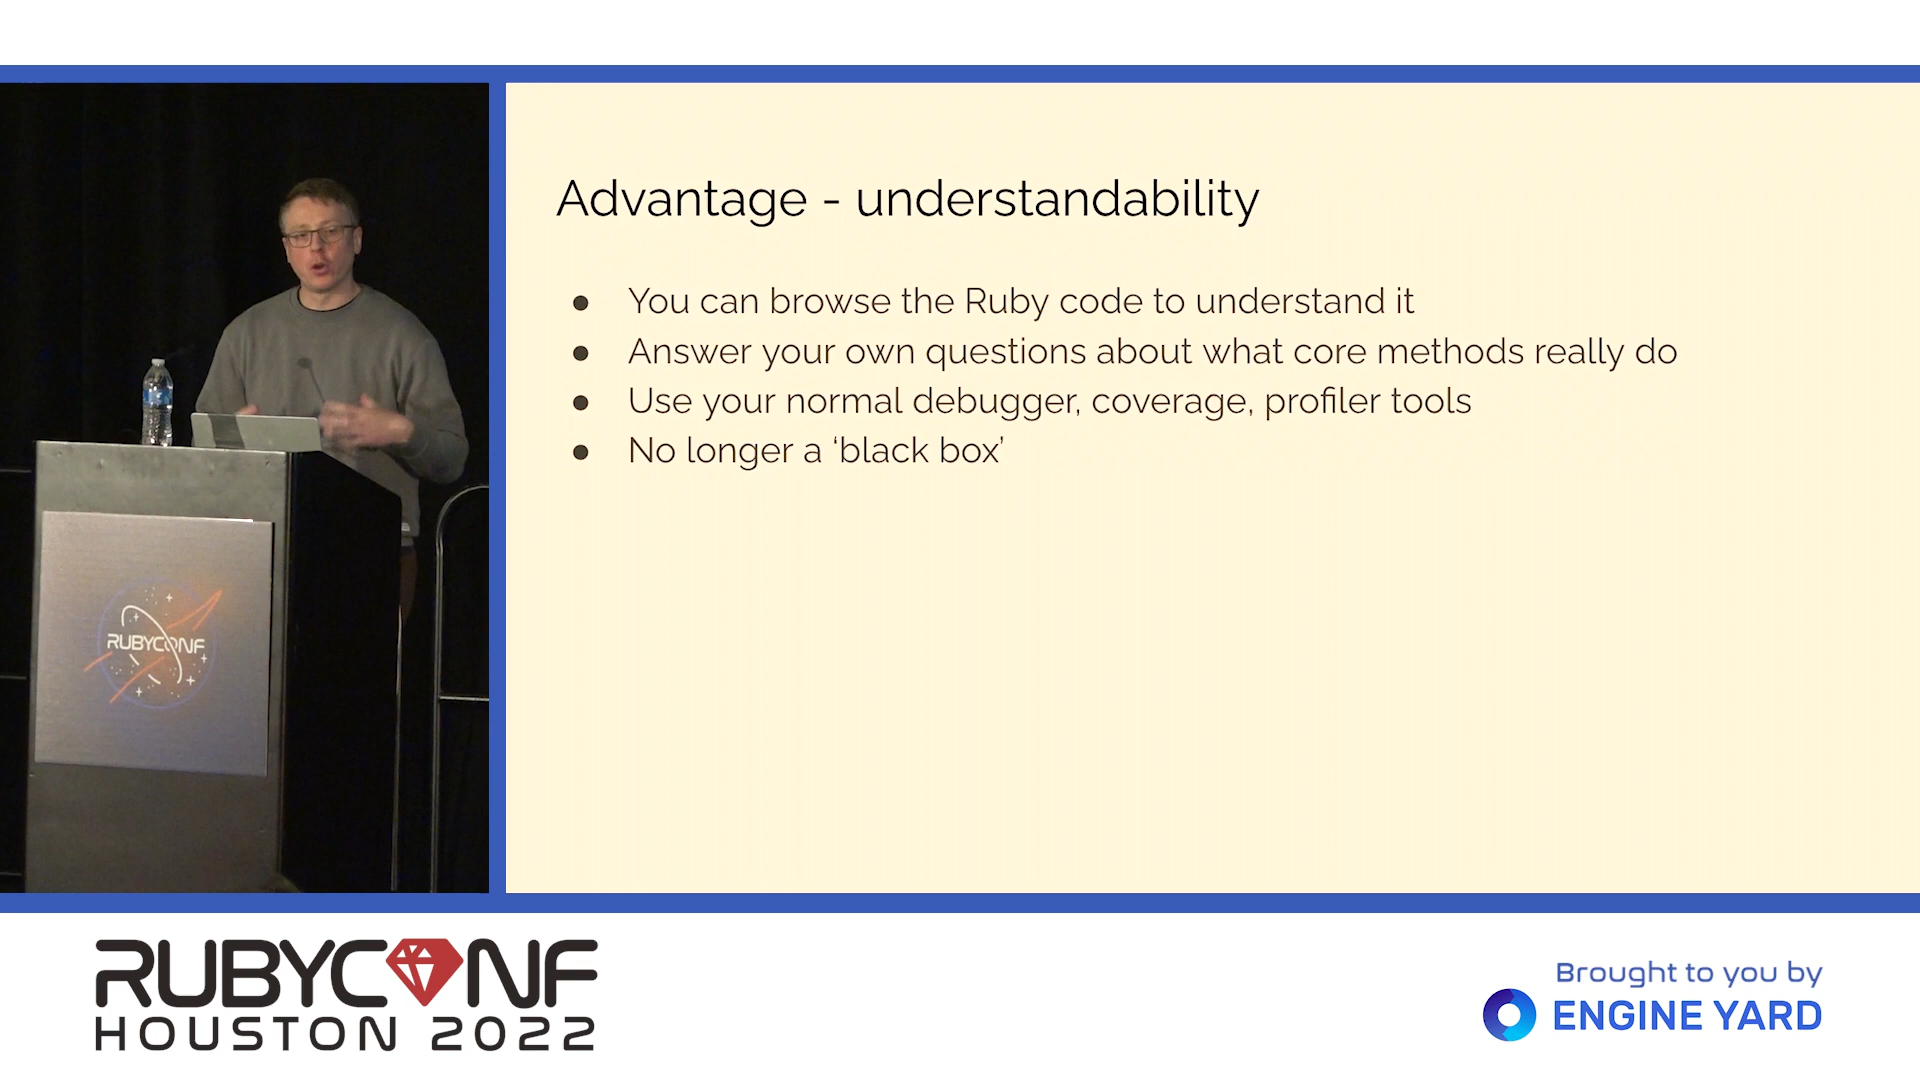 Advantage - understandability
● You can browse the Ruby code to understand it
● Answer your own questions about what core methods really do
● Use your normal debugger, coverage, profiler tools
● No longer a ‘black box’
RUBYCONF
RUBYCONF
HOUSTON 2022
Brought to you by
ENGINE YARD